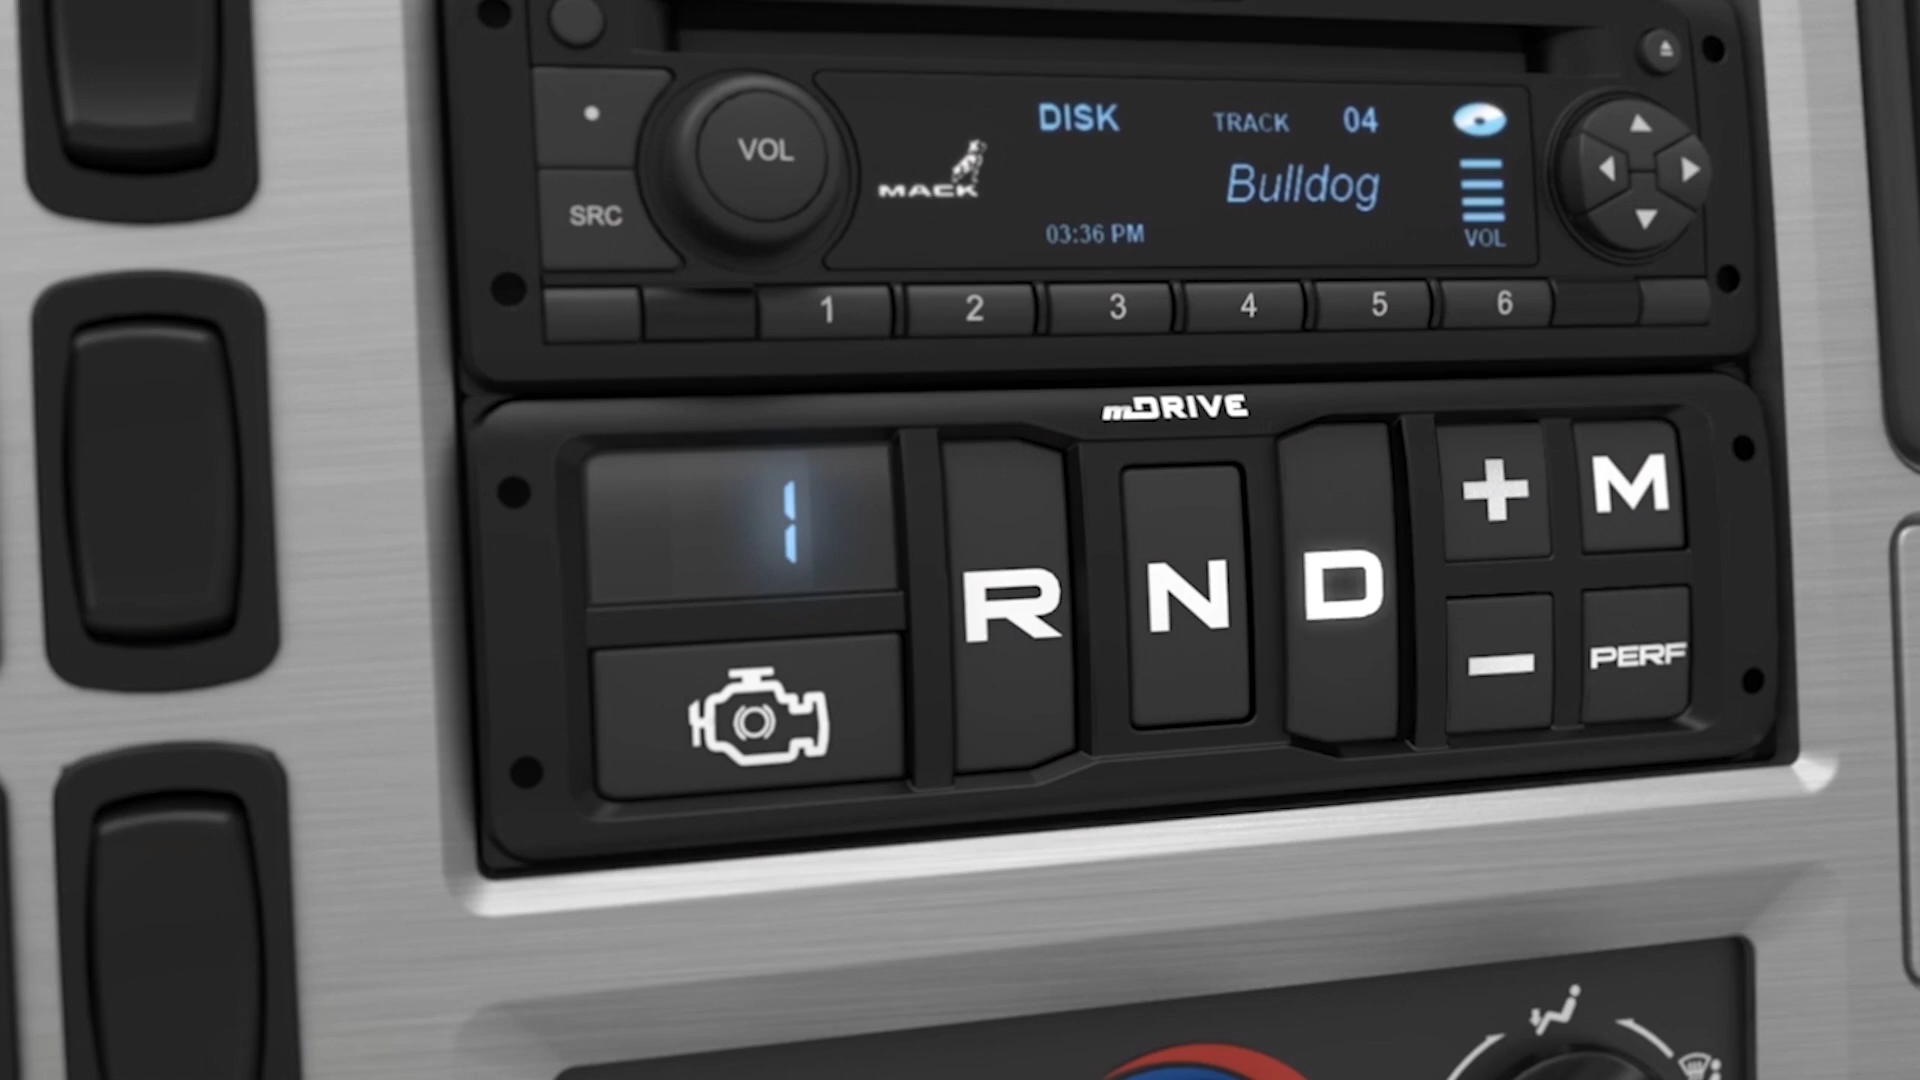 DISK TRACK 04
VOL
MACK
Bulldog
SRC
03:36 PM
VOL
1 2 3 4 5 6
mDRIVE
1
R N D + M
- PERF